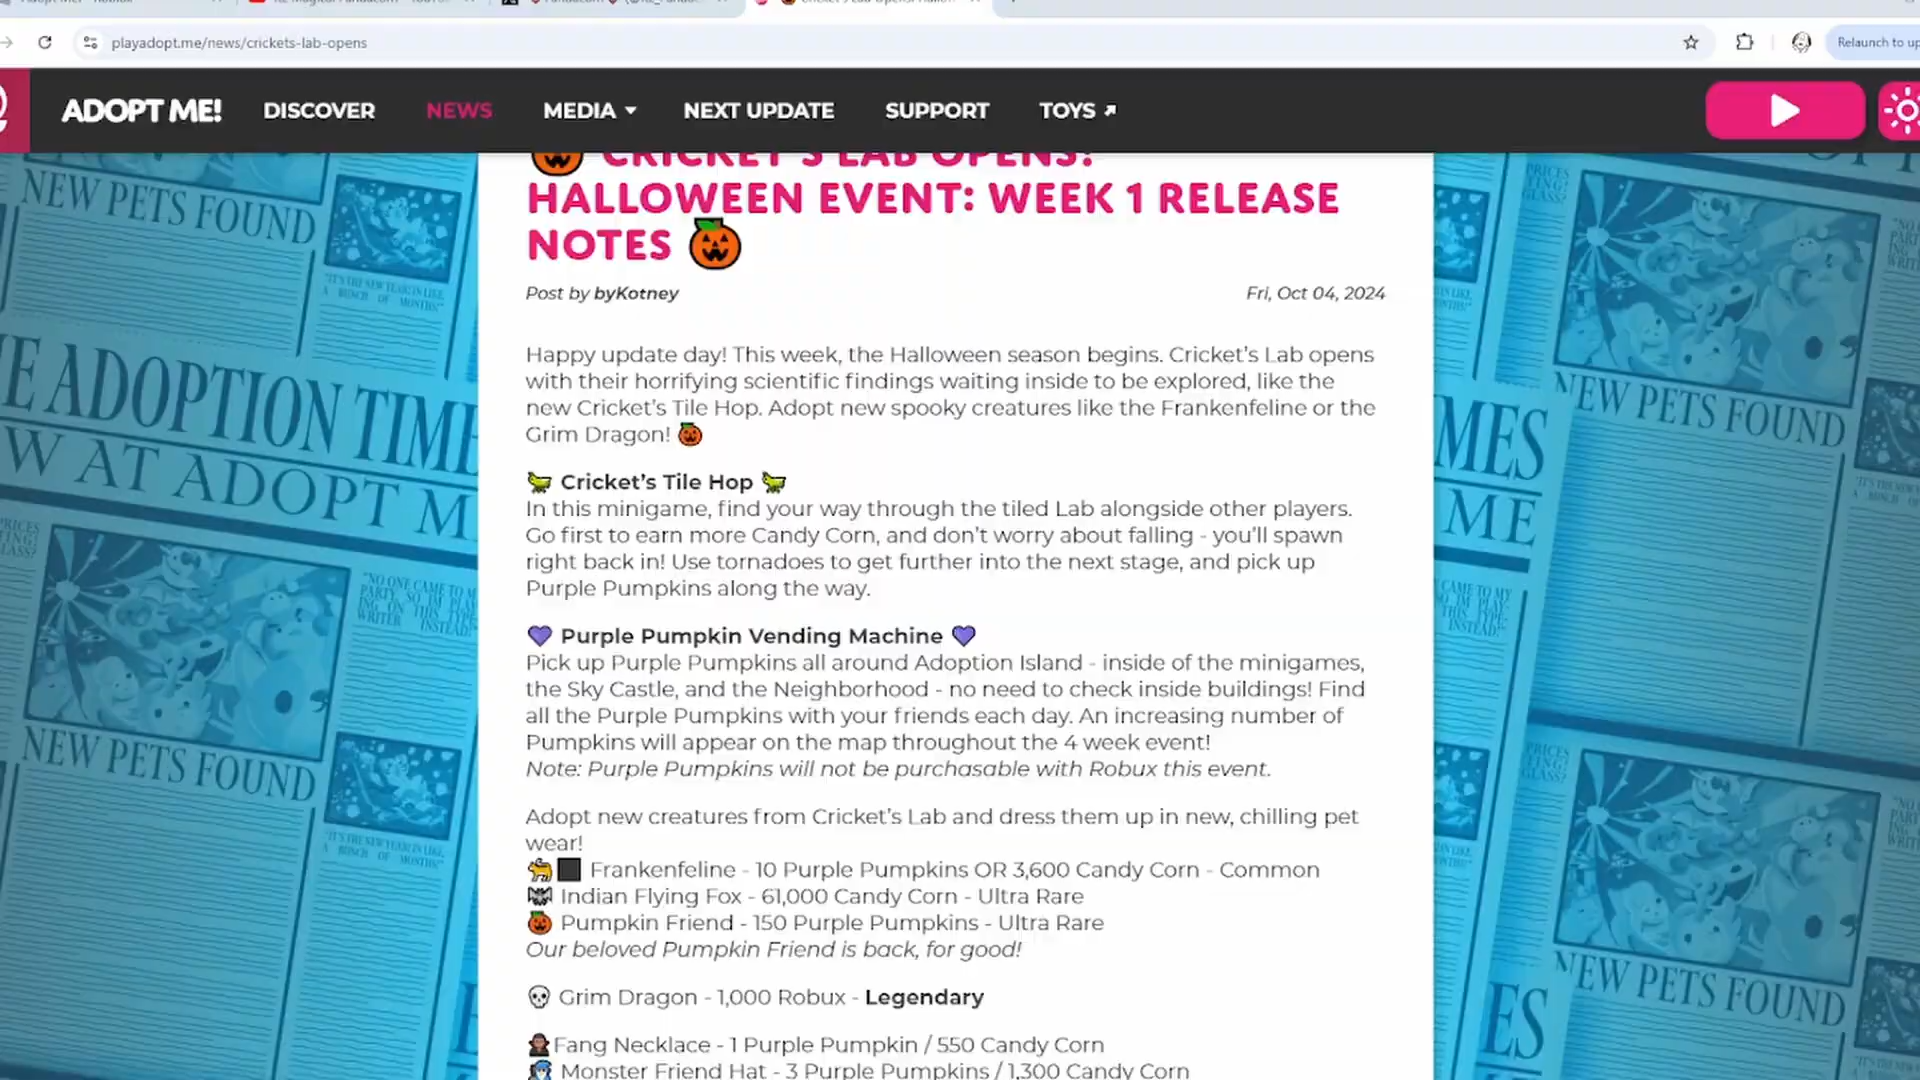 playadopt.me/news/crickets-lab-opens
Relaunch to up
ADOPT ME!
DISCOVER
NEWS
MEDIA
NEXT UPDATE
SUPPORT
TOYS
CRICKET'S LAB OPENS:
HALLOWEEN EVENT: WEEK 1 RELEASE
NOTES
Post by byKotney
Fri, Oct 04, 2024
Happy update day! This week, the Halloween season begins. Cricket's Lab opens
with their horrifying scientific findings waiting inside to be explored, like the
new Cricket's Tile Hop. Adopt new spooky creatures like the Frankenfeline or the
Grim Dragon! 🎃
🦗 Cricket's Tile Hop 🦗
In this minigame, find your way through the tiled Lab alongside other players.
Go first to earn more Candy Corn, and don't worry about falling - you'll spawn
right back in! Use tornadoes to get further into the next stage, and pick up
Purple Pumpkins along the way.
💜 Purple Pumpkin Vending Machine 💜
Pick up Purple Pumpkins all around Adoption Island - inside of the minigames,
the Sky Castle, and the Neighborhood - no need to check inside buildings! Find
all the Purple Pumpkins with your friends each day. An increasing number of
Pumpkins will appear on the map throughout the 4 week event!
Note: Purple Pumpkins will not be purchasable with Robux this event.
Adopt new creatures from Cricket's Lab and dress them up in new, chilling pet
wear!
🐈⬛ Frankenfeline - 10 Purple Pumpkins OR 3,600 Candy Corn - Common
🦇 Indian Flying Fox - 61,000 Candy Corn - Ultra Rare
🎃 Pumpkin Friend - 150 Purple Pumpkins - Ultra Rare
Our beloved Pumpkin Friend is back, for good!
💀 Grim Dragon - 1,000 Robux - Legendary
Fang Necklace - 1 Purple Pumpkin / 550 Candy Corn
Monster Friend Hat - 3 Purple Pumpkins / 1,300 Candy Corn
NEW PETS FOUND
E ADOPTION TIME
W AT ADOPT M
NEW PETS FOUND
NEW PETS FOUND
MES
ME
NEW PETS FOUND
ES